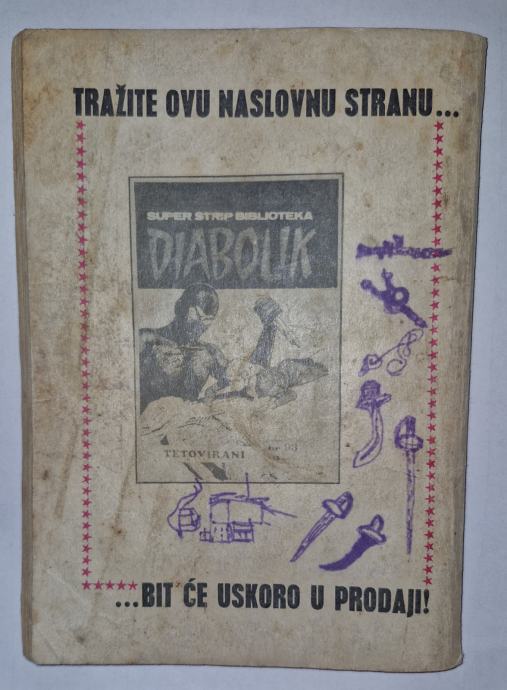 TRAŽITE OVU NASLOVNU STRANU...
SUPER STRIP BIBLIOTEKA
DIABOLIK
TETOVIRANI
...BIT ĆE USKORO U PRODAJI!